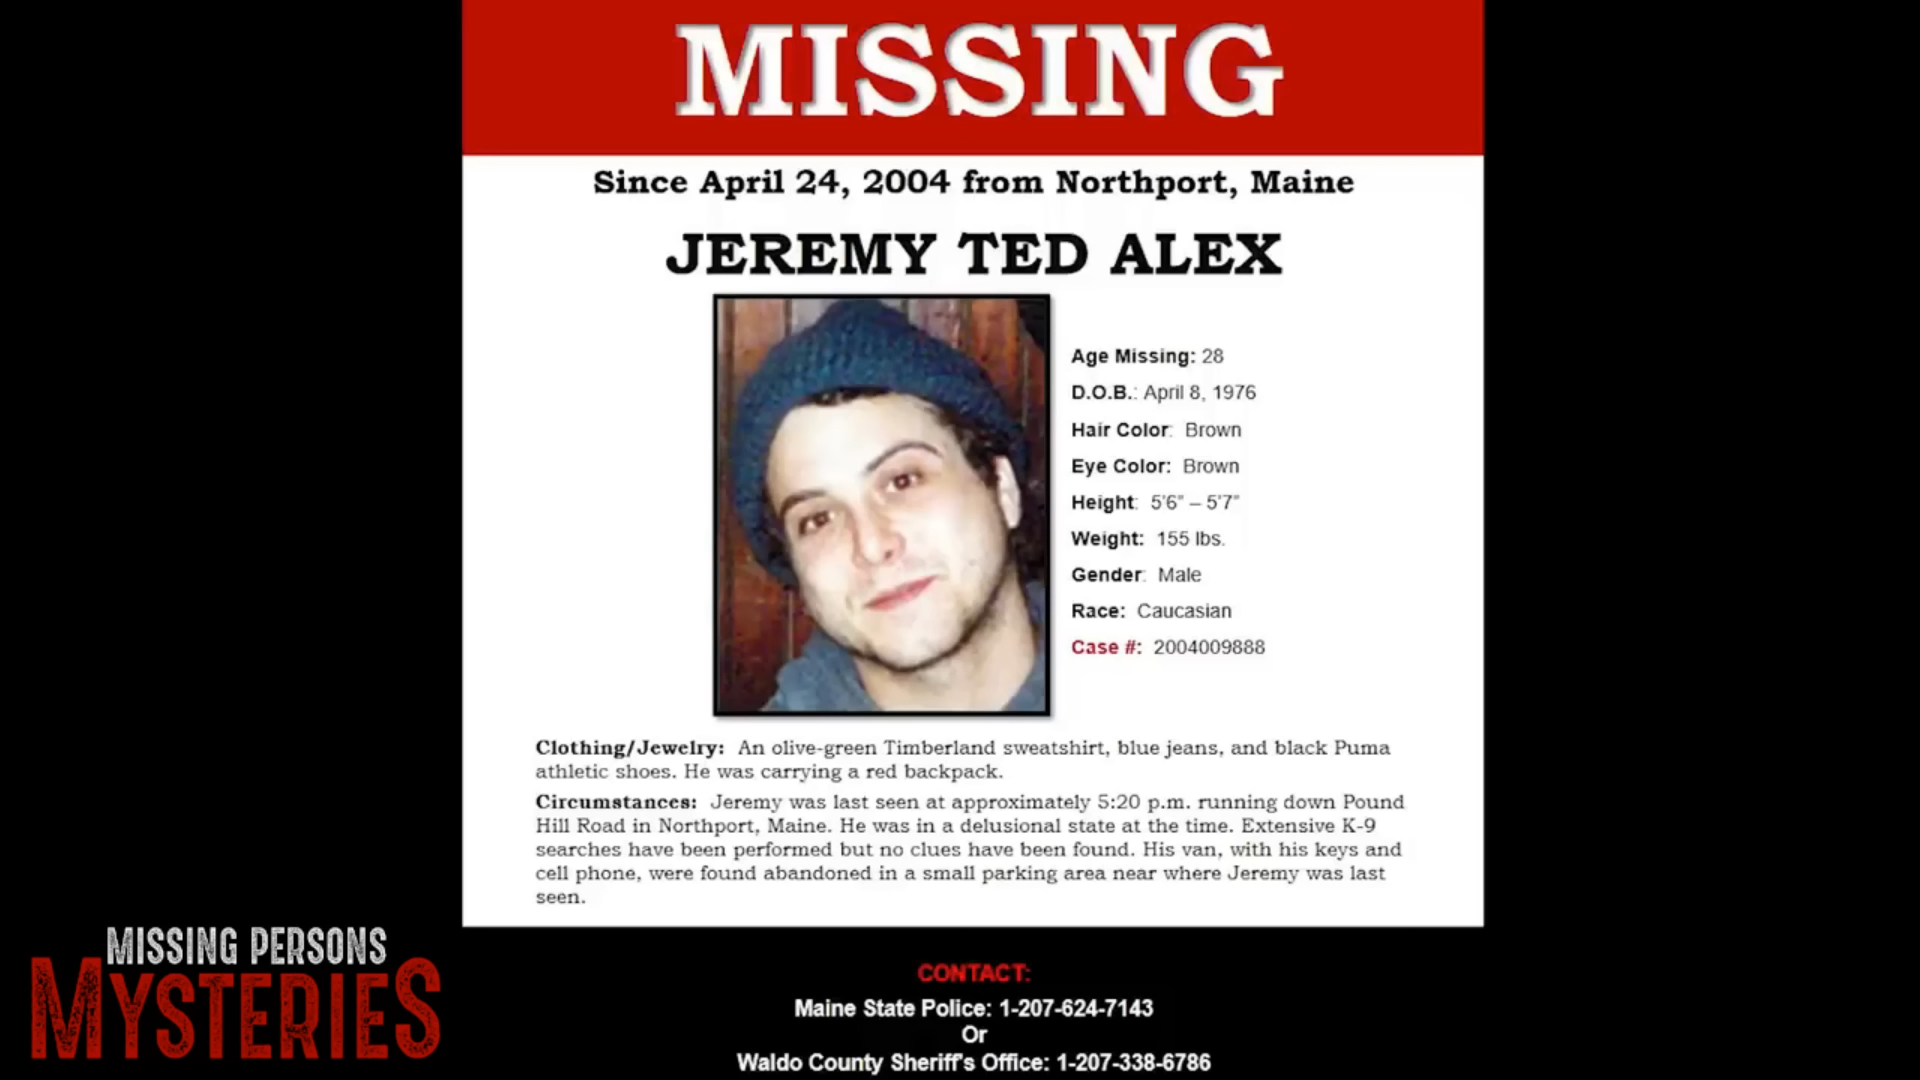 MISSING
Since April 24, 2004 from Northport, Maine
JEREMY TED ALEX
Age Missing: 28
D.O.B.: April 8, 1976
Hair Color: Brown
Eye Color: Brown
Height: 5'6" – 5'7"
Weight: 155 lbs.
Gender: Male
Race: Caucasian
Case #: 2004009888
Clothing/Jewelry: An olive-green Timberland sweatshirt, blue jeans, and black Puma
athletic shoes. He was carrying a red backpack.
Circumstances: Jeremy was last seen at approximately 5:20 p.m. running down Pound
Hill Road in Northport, Maine. He was in a delusional state at the time. Extensive K-9
searches have been performed but no clues have been found. His van, with his keys and
cell phone, were found abandoned in a small parking area near where Jeremy was last
seen.
MISSING PERSONS
MYSTERIES
CONTACT:
Maine State Police: 1-207-624-7143
Or
Waldo County Sheriff's Office: 1-207-338-6786